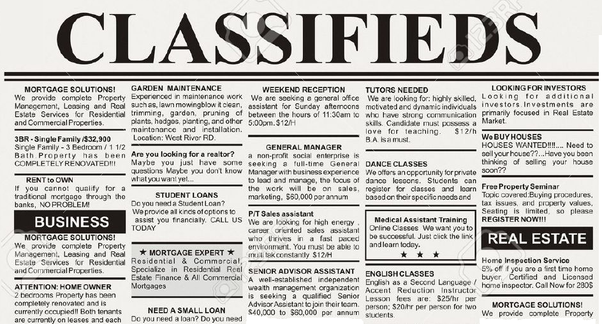 CLASSIFIEDS
MORTGAGE SOLUTIONS!
We provide complete Property
Management, Leasing and Real
Estate Services for Residential
and Commercial Properties.
3BR - Single Family /$32,900
Single Family - 3 Bedroom / 1 1/2
Bath Property has been
COMPLETELY RENOVATED!!!
RENT to OWN
If you cannot qualify for a
traditional mortgage through the
banks, NO PROBLEM!
BUSINESS
MORTGAGE SOLUTIONS!
We provide complete Property
Management, Leasing and Real
Estate Services for Residential
and Commercial Properties.
ATTENTION: HOME OWNER
2 bedrooms Property has been
completely renovated and is
currently occupied!! Both tenants
are currently on leases and each
GARDEN MAINTENANCE
Experienced in maintenance work
such as, lawn mowing blow it clean,
trimming, garden, pruning of
plants, hedges, planting, and other
maintenance and installation.
Location: West River RD.
Are you looking for a realtor?
Maybe you just have some
questions Maybe you don't know
what you want...
STUDENT LOANS
Do you need a Student Loan?
We provide all kinds of options to
assist you financially. CALL US
TODAY
★ MORTGAGE EXPERT ★
Residential & Commercial,
Specialize in Residential Real
Estate Finance & All Commercial
Mortgages
NEED A SMALL LOAN
Do you need a loan? Do you need
WEEKEND RECEPTION
We are seeking a general office
assistant for Sunday afternoons
between the hours of 11:30am to
5:00pm. $12/H
GENERAL MANAGER
a non-profit social enterprise is
seeking a full-time General
Manager with business experience
to lead and manage, the focus of
the work will be on sales,
marketing, $60,000 per annum
P/T Sales assistant
We are looking for high energy ,
career oriented sales assistant
who thrives in a fast paced
environment. You must be able to
mul talk constantly $12/H
SENIOR ADVISOR ASSISTANT
A well-established independent
wealth management organization
is seeking a qualified Senior
Advisor Assistant to join their team.
$40,000 to $60,000 per annum
TUTORS NEEDED
We are looking for: highly skilled,
motivated and dynamic individuals
who have strong communication
skills. Candidate must possess a
love for teaching. $12/h
B.A is a must.
DANCE CLASSES
We offers an opportunity for private
dance lessons. Students can
register for classes and learn
based on their specific needs and
Medical Assistant Training
Online Classes We want you to
be successful. Just click the link
and learn today.
★ ★ ★
ENGLISH CLASSES
English as a Second Language /
Accent Reduction Instructor
Lesson fees are: $25/hr per
person; $20/hr per person for two
students.
LOOKING FOR INVESTORS
Looking for additional
investors. Investments are
primarily focused in Real Estate
Market.
We BUY HOUSES
HOUSES WANTED!!!!.... Need to
sell your house??...Have you been
thinking of selling your house
soon??
Free Property Seminar
Topic covered: Buying procedures,
tax issues, and property values,
Seating is limited, so please
REGISTER NOW!!!
REAL ESTATE
Home Inspection Service
5% off if you are a first time home
buyer, Certified and Licensed
home inspector. Call Now for 280$
MORTGAGE SOLUTIONS!
We provide complete Property